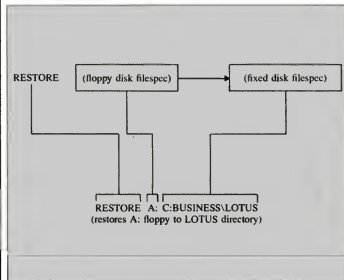 RESTORE (floppy disk filespec) (fixed disk filespec)
RESTORE A: C:BUSINESS\LOTUS
(restores A: floppy to LOTUS directory)